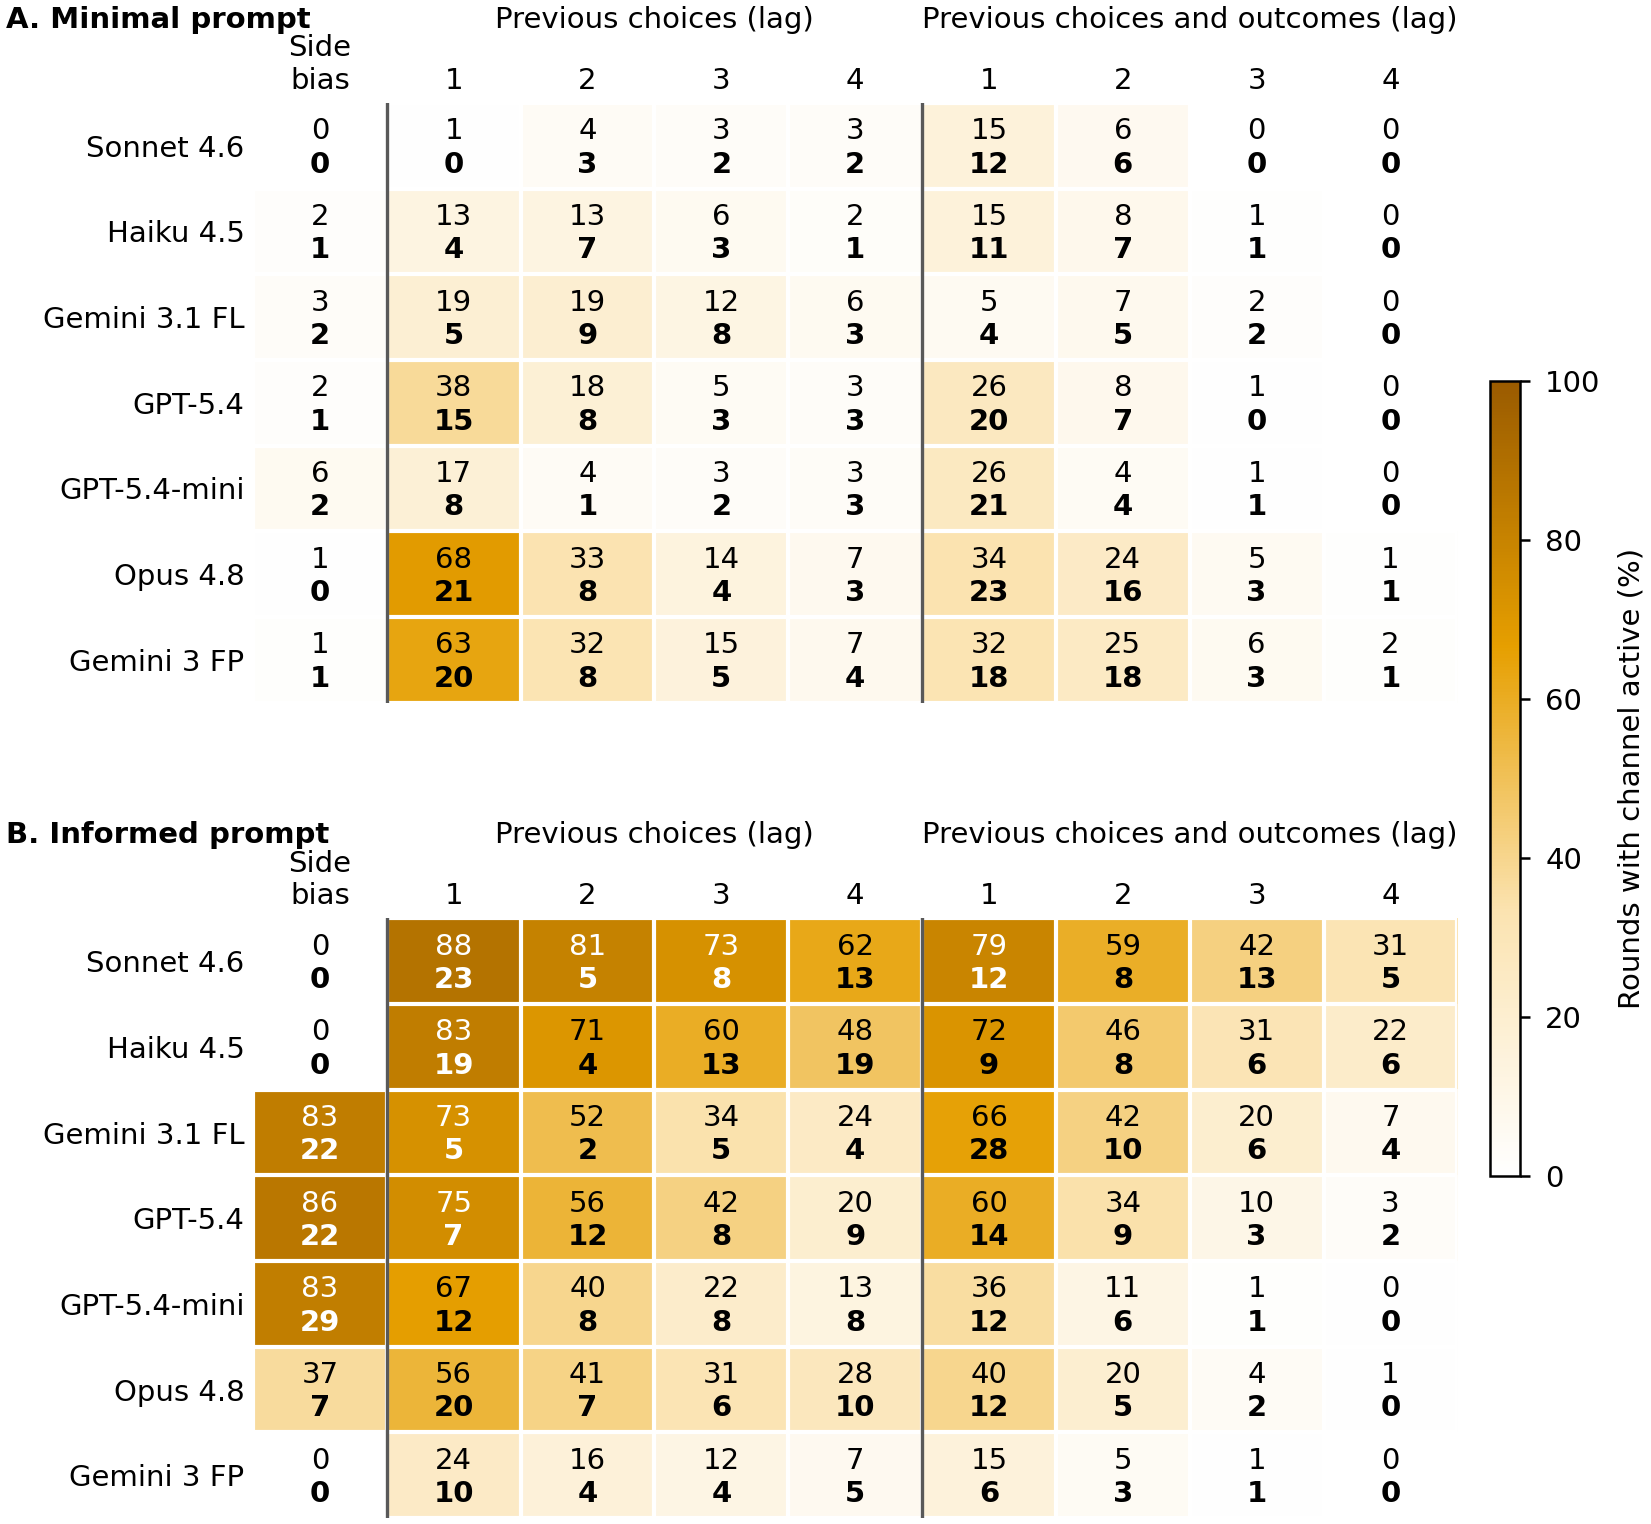 A. Minimal prompt Previous choices (lag) Previous choices and outcomes (lag)
Side
bias 1 2 3 4 1 2 3 4
Sonnet 4.6
0 1 4 3 3 15 6 0 0
0 0 3 2 2 12 6 0 0
Haiku 4.5
2 13 13 6 2 15 8 1 0
1 4 7 3 1 11 7 1 0
Gemini 3.1 FL
3 19 19 12 6 5 7 2 0
2 5 9 8 3 4 5 2 0
GPT-5.4
2 38 18 5 3 26 8 1 0
1 15 8 3 3 20 7 0 0
GPT-5.4-mini
6 17 4 3 3 26 4 1 0
2 8 1 2 3 21 4 1 0
Opus 4.8
1 68 33 14 7 34 24 5 1
0 21 8 4 3 23 16 3 1
Gemini 3 FP
1 63 32 15 7 32 25 6 2
1 20 8 5 4 18 18 3 1
B. Informed prompt Previous choices (lag) Previous choices and outcomes (lag)
Side
bias 1 2 3 4 1 2 3 4
Sonnet 4.6
0 88 81 73 62 79 59 42 31
0 23 5 8 13 12 8 13 5
Haiku 4.5
0 83 71 60 48 72 46 31 22
0 19 4 13 19 9 8 6 6
Gemini 3.1 FL
83 73 52 34 24 66 42 20 7
22 5 2 5 4 28 10 6 4
GPT-5.4
86 75 56 42 20 60 34 10 3
22 7 12 8 9 14 9 3 2
GPT-5.4-mini
83 67 40 22 13 36 11 1 0
29 12 8 8 8 12 6 1 0
Opus 4.8
37 56 41 31 28 40 20 4 1
7 20 7 6 10 12 5 2 0
Gemini 3 FP
0 24 16 12 7 15 5 1 0
0 10 4 4 5 6 3 1 0
100
80
60
40
20
0
Rounds with channel active (%)